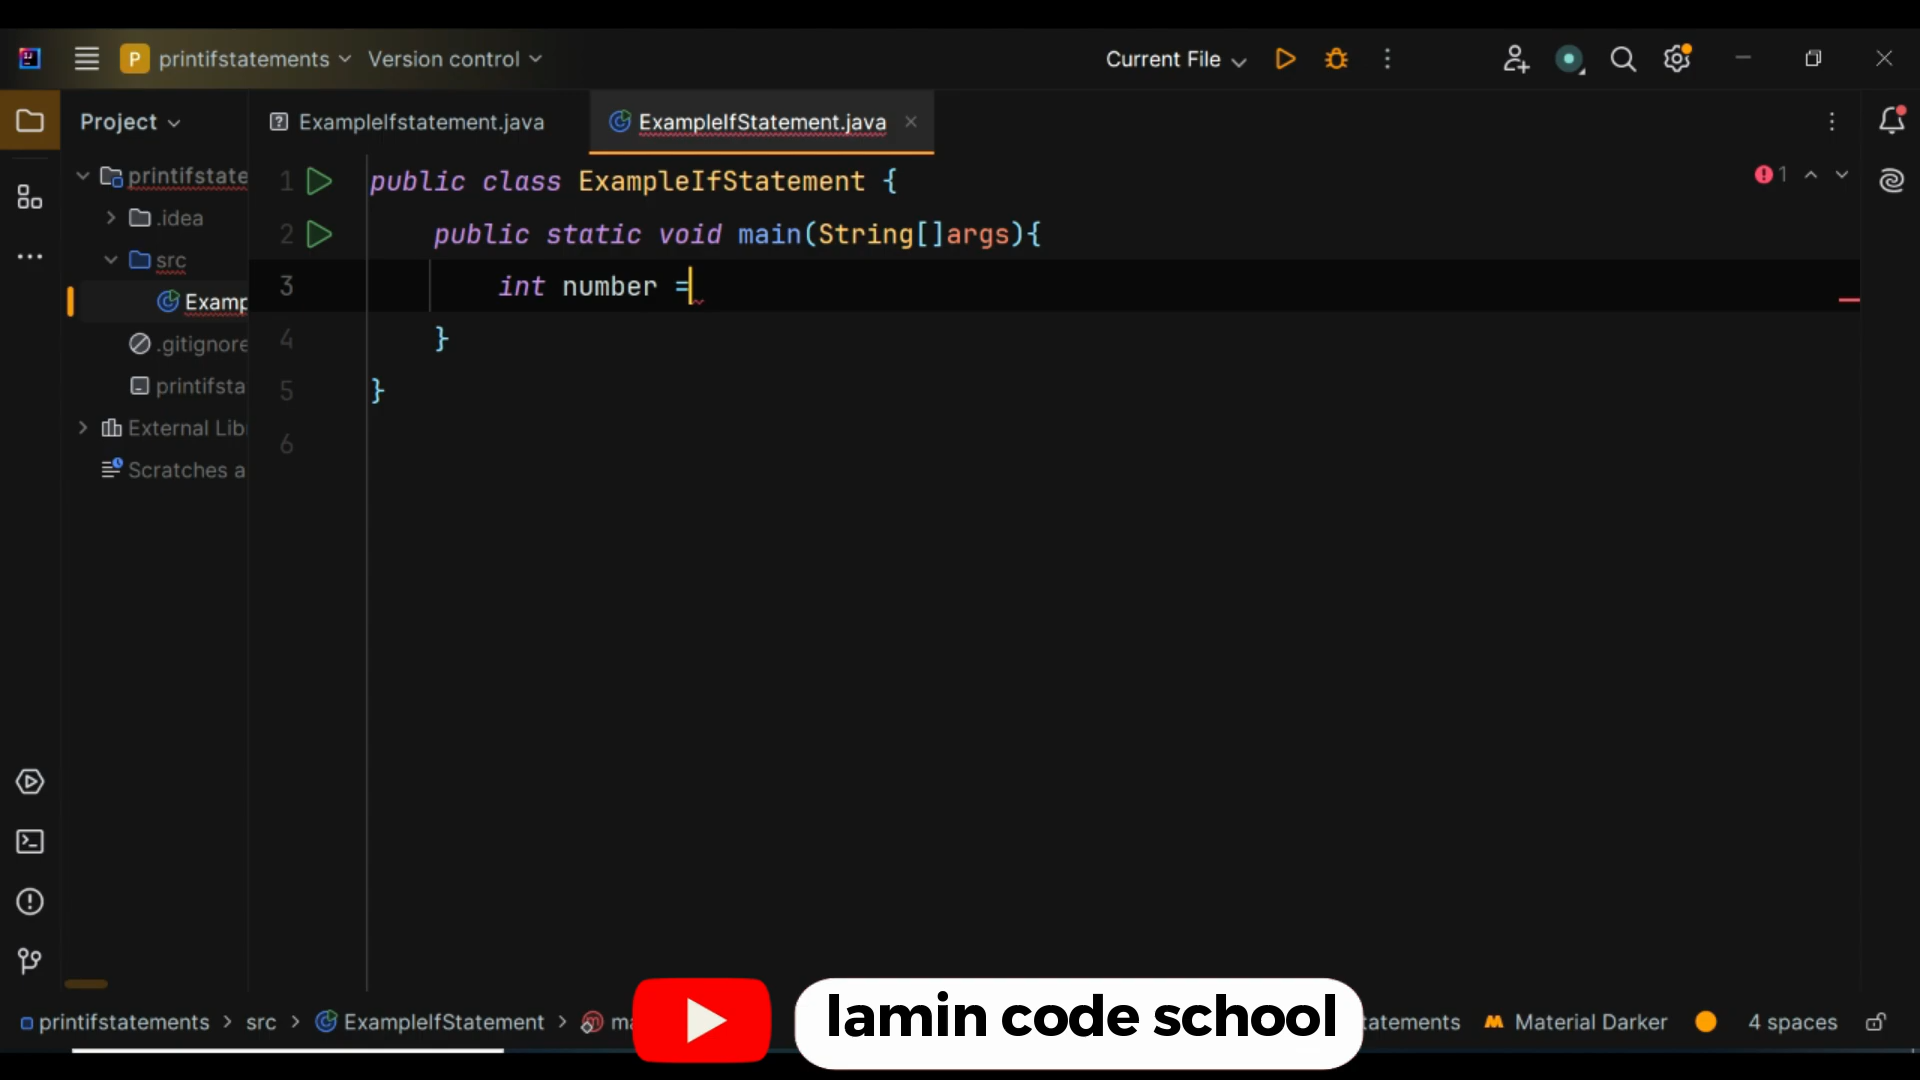 P printifstatements Version control Current File
Project ExampleIfstatement.java ExampleIfStatement.java
printifstate
.idea
src
Examp
.gitignore
printifsta
External Lib
Scratches a
1 public class ExampleIfStatement {
2 public static void main(String[]args){
3 int number =
4 }
5 }
6
1
printifstatements > src > ExampleIfStatement > ma
lamin code school
tatements Material Darker 4 spaces